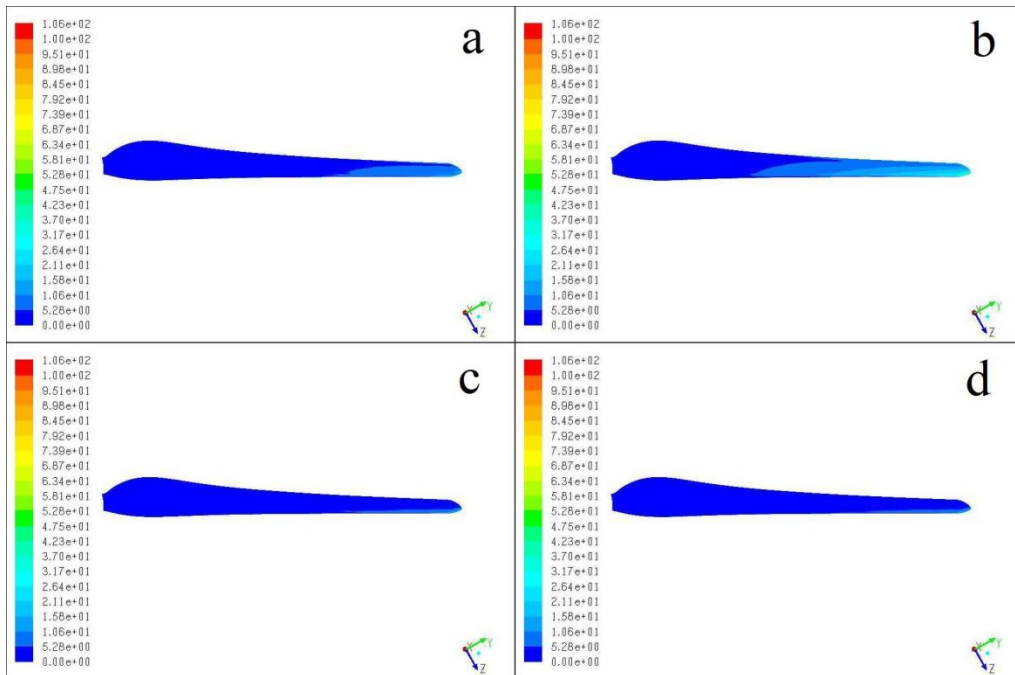 a
1.06e+02
1.00e+02
9.51e+01
8.98e+01
8.45e+01
7.92e+01
7.39e+01
6.87e+01
6.34e+01
5.81e+01
5.28e+01
4.75e+01
4.23e+01
3.70e+01
3.17e+01
2.64e+01
2.11e+01
1.58e+01
1.06e+01
5.28e+00
0.00e+00
X
Y
Z
b
1.06e+02
1.00e+02
9.51e+01
8.98e+01
8.45e+01
7.92e+01
7.39e+01
6.87e+01
6.34e+01
5.81e+01
5.28e+01
4.75e+01
4.23e+01
3.70e+01
3.17e+01
2.64e+01
2.11e+01
1.58e+01
1.06e+01
5.28e+00
0.00e+00
X
Y
Z
c
1.06e+02
1.00e+02
9.51e+01
8.98e+01
8.45e+01
7.92e+01
7.39e+01
6.87e+01
6.34e+01
5.81e+01
5.28e+01
4.75e+01
4.23e+01
3.70e+01
3.17e+01
2.64e+01
2.11e+01
1.58e+01
1.06e+01
5.28e+00
0.00e+00
X
Y
Z
d
1.06e+02
1.00e+02
9.51e+01
8.98e+01
8.45e+01
7.92e+01
7.39e+01
6.87e+01
6.34e+01
5.81e+01
5.28e+01
4.75e+01
4.23e+01
3.70e+01
3.17e+01
2.64e+01
2.11e+01
1.58e+01
1.06e+01
5.28e+00
0.00e+00
X
Y
Z